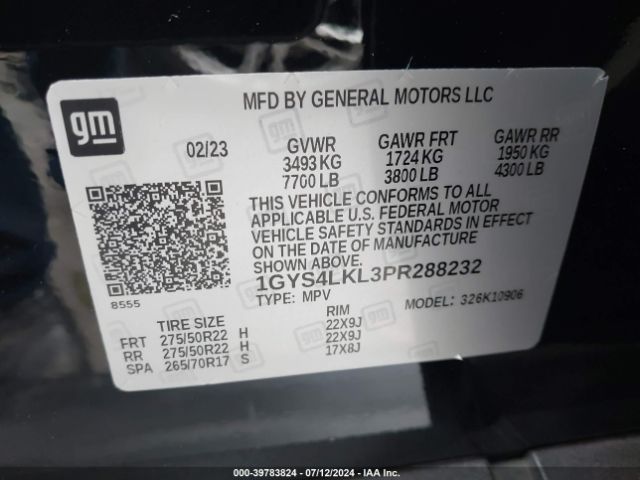 gm
MFD BY GENERAL MOTORS LLC
02/23 GVWR GAWR FRT GAWR RR
3493 KG 1724 KG 1950 KG
7700 LB 3800 LB 4300 LB
THIS VEHICLE CONFORMS TO ALL
APPLICABLE U.S. FEDERAL MOTOR
VEHICLE SAFETY STANDARDS IN EFFECT
ON THE DATE OF MANUFACTURE
SHOWN ABOVE.
1GYS4LKL3PR288232
8555
TYPE: MPV MODEL: 326K10906
TIRE SIZE RIM
FRT 275/50R22 H 22X9J
RR 275/50R22 H 22X9J
SPA 265/70R17 S 17X8J
000-39783824 - 07/12/2024 - IAA.COM